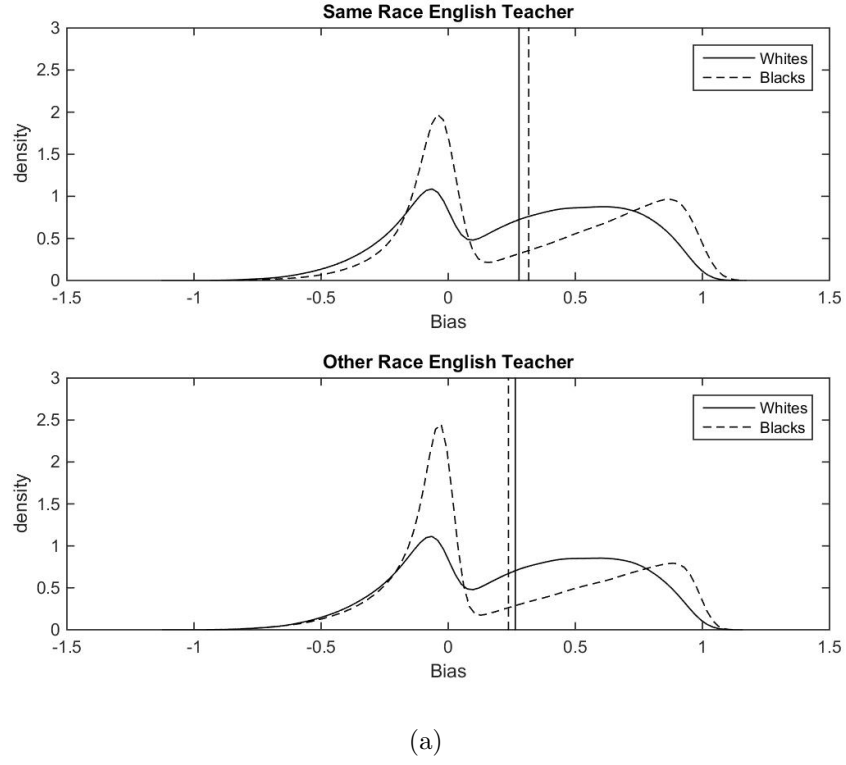 Same Race English Teacher
3
2.5
2
1.5
1
0.5
0
density
Whites
Blacks
-1.5 -1 -0.5 0 0.5 1 1.5
Bias
Other Race English Teacher
3
2.5
2
1.5
1
0.5
0
density
Whites
Blacks
-1.5 -1 -0.5 0 0.5 1 1.5
Bias
(a)